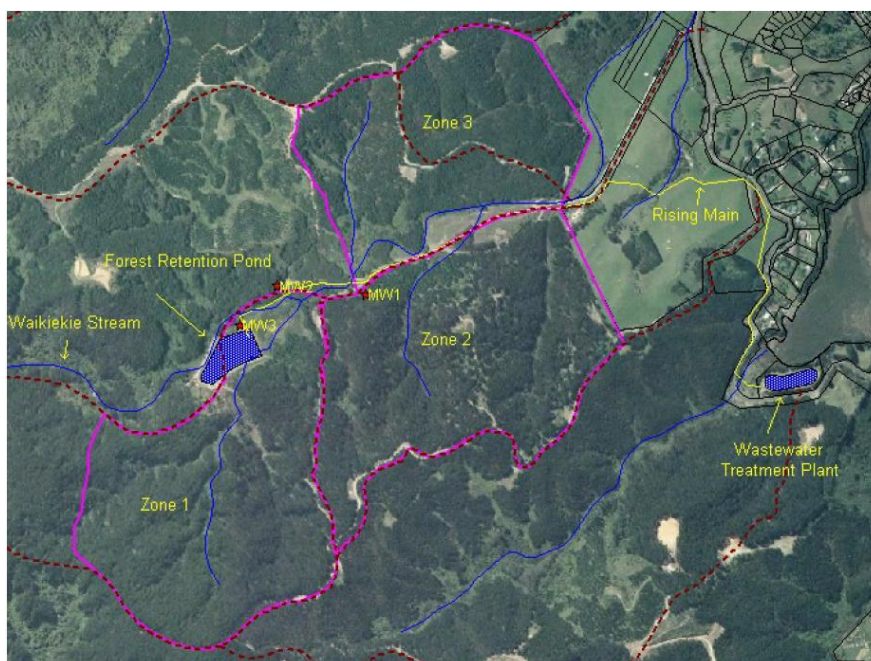 Zone 3
Rising Main
Forest Retention Pond
MW2
MW1
Waikiekie Stream
MW3
Zone 2
Wastewater
Treatment Plant
Zone 1